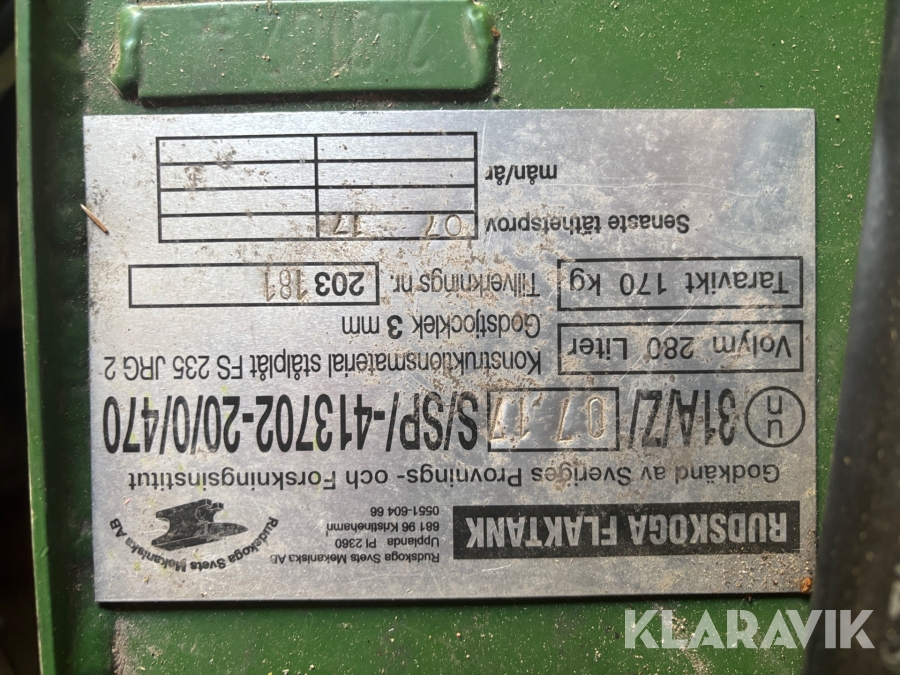 RUDSKOGA FLAKTANK
Rudskoga Svets Mekaniska AB
Upplanda Pl 2360
681 96 Kristinehamn
0551-604 66
Rudskoga Svets Mekaniska AB
Godkänd av Sveriges Provnings- och Forskningsinstitut
u n 31A/Z/ 07 17 S/SP/-413702-20/0/470
Konstruktionsmaterial stålplåt FS 235 JRG 2
Volym 280 Liter
Godstjocklek 3 mm
Taravikt 170 kg
Tillverknings nr. 203 181
Senaste täthetsprov 07 17
mån/år
KLARAVIK